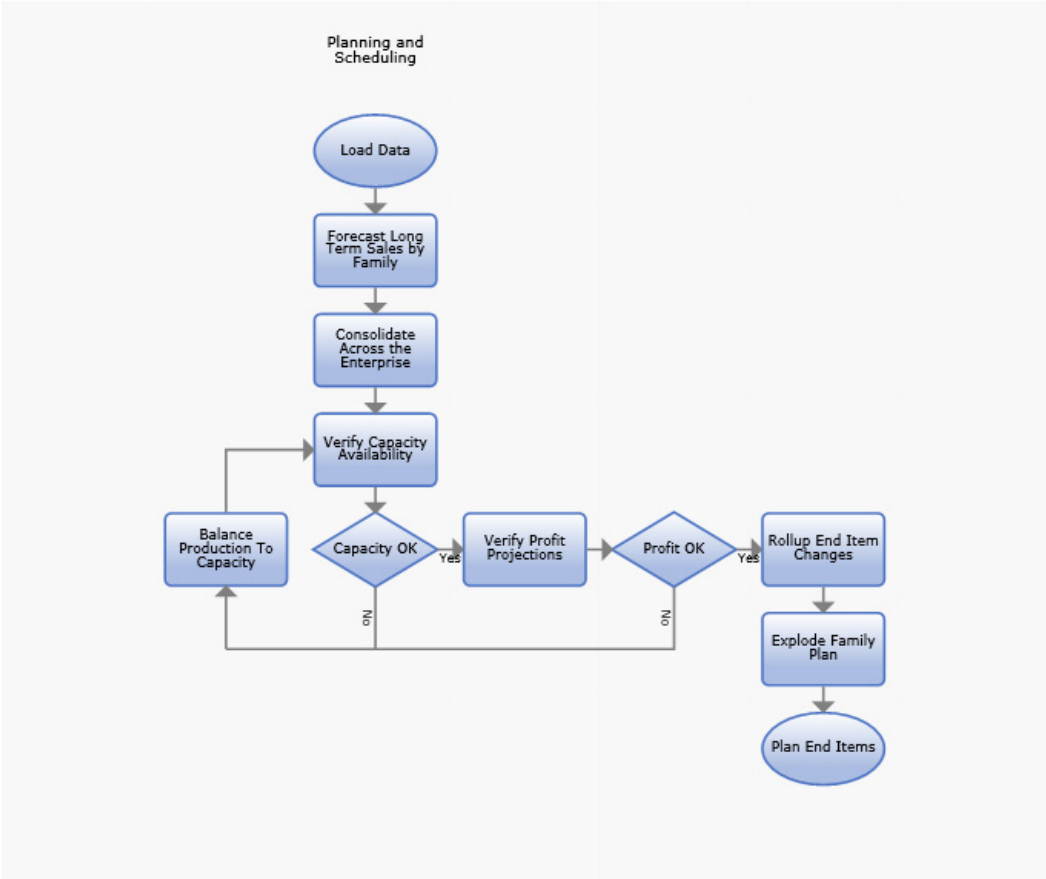 Planning and
Scheduling
Load Data
Forecast Long
Term Sales by
Family
Consolidate
Across the
Enterprise
Verify Capacity
Availability
Balance
Production To
Capacity
Capacity OK
Yes
Verify Profit
Projections
Profit OK
Yes
Rollup End Item
Changes
No
No
Explode Family
Plan
Plan End Items